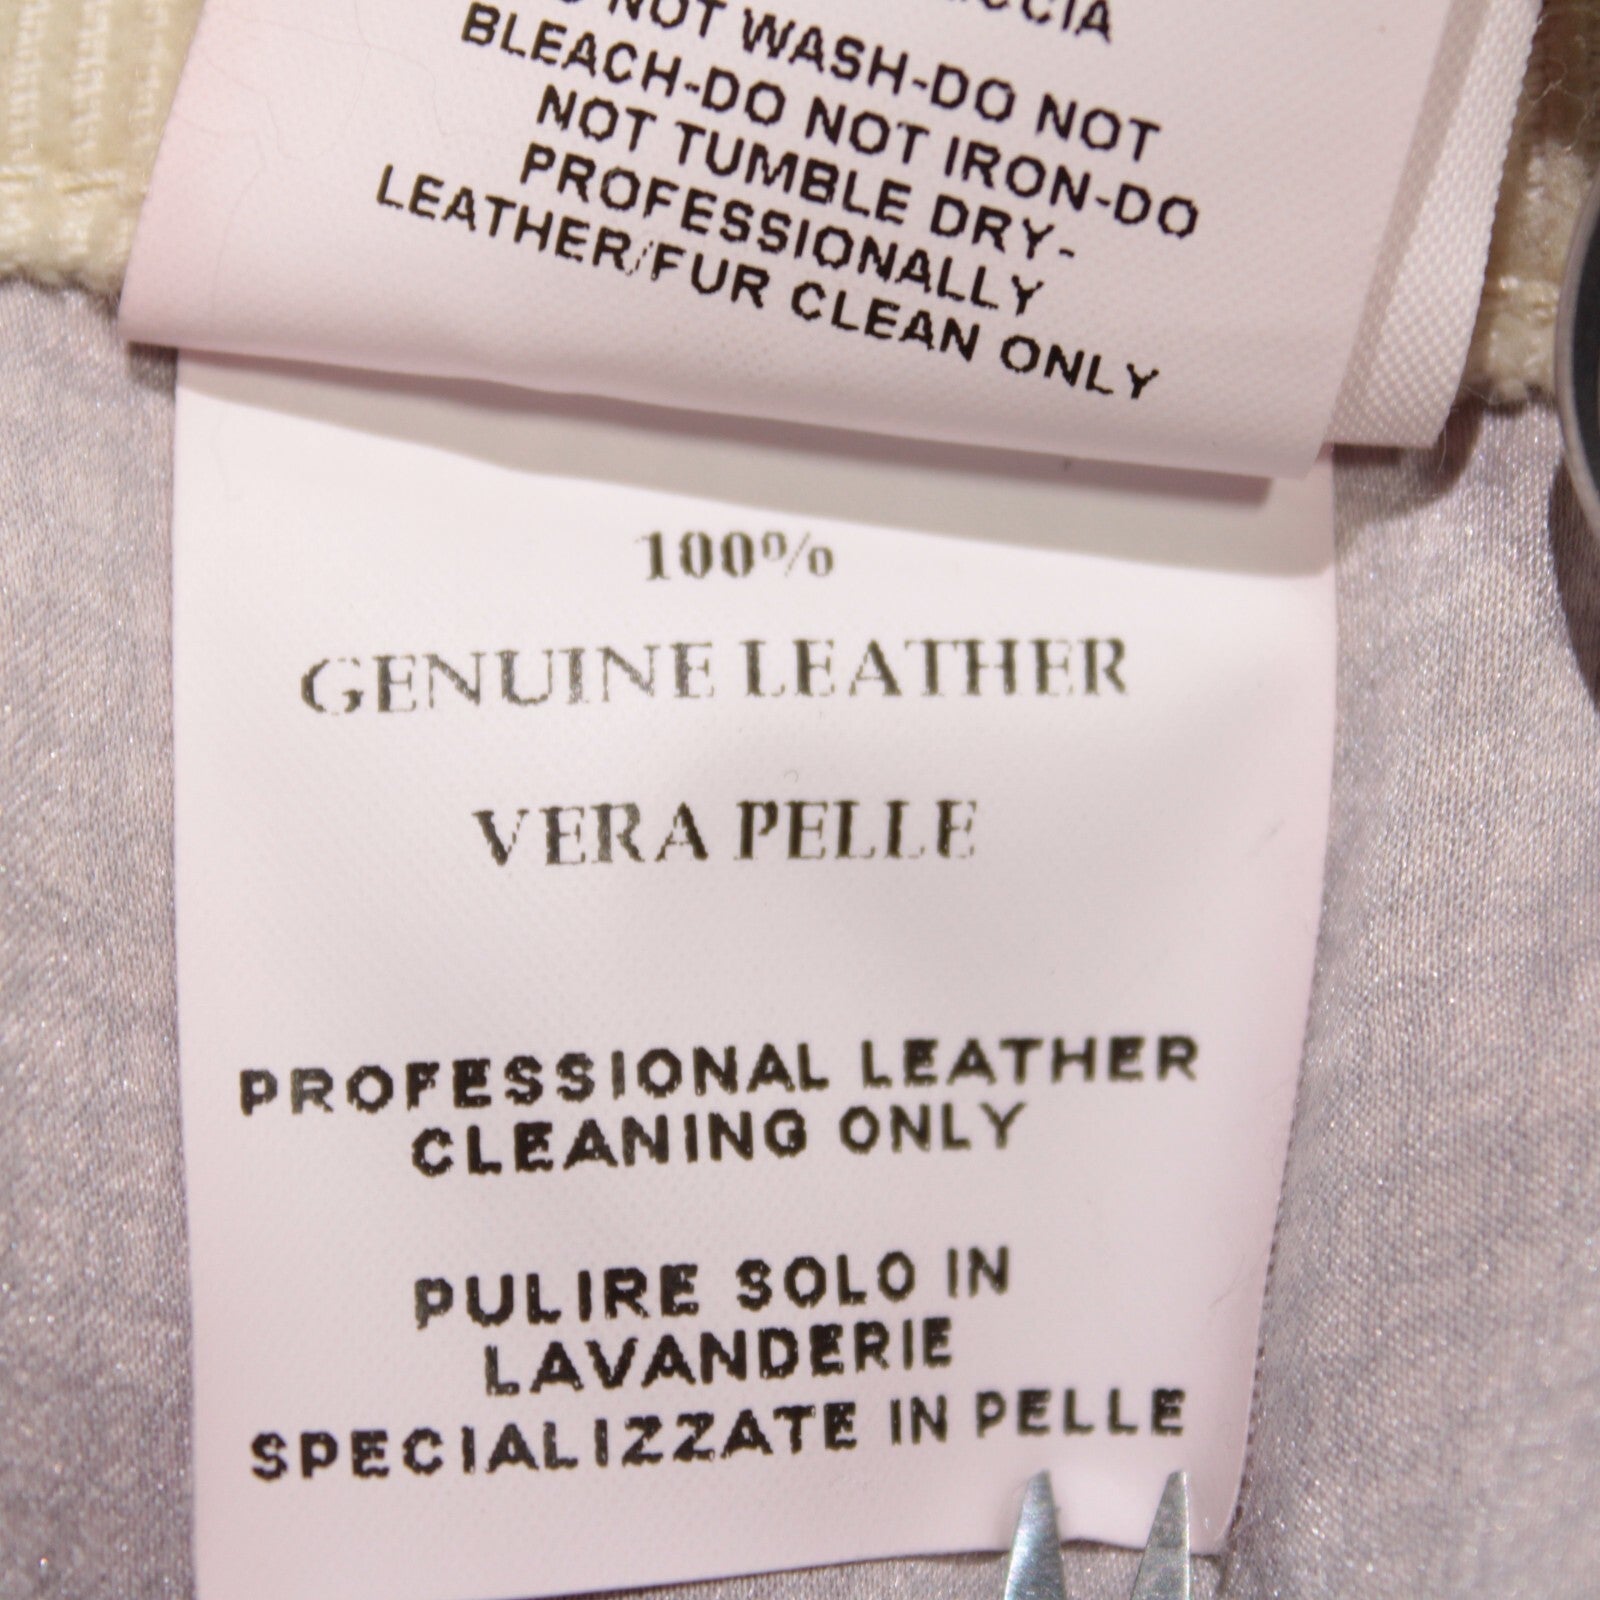 NOT WASH-DO NOT
BLEACH-DO NOT IRON-DO
NOT TUMBLE DRY-
PROFESSIONALLY
LEATHER/FUR CLEAN ONLY
100%
GENUINE LEATHER
VERA PELLE
PROFESSIONAL LEATHER
CLEANING ONLY
PULIRE SOLO IN
LAVANDERIE
SPECIALIZZATE IN PELLE